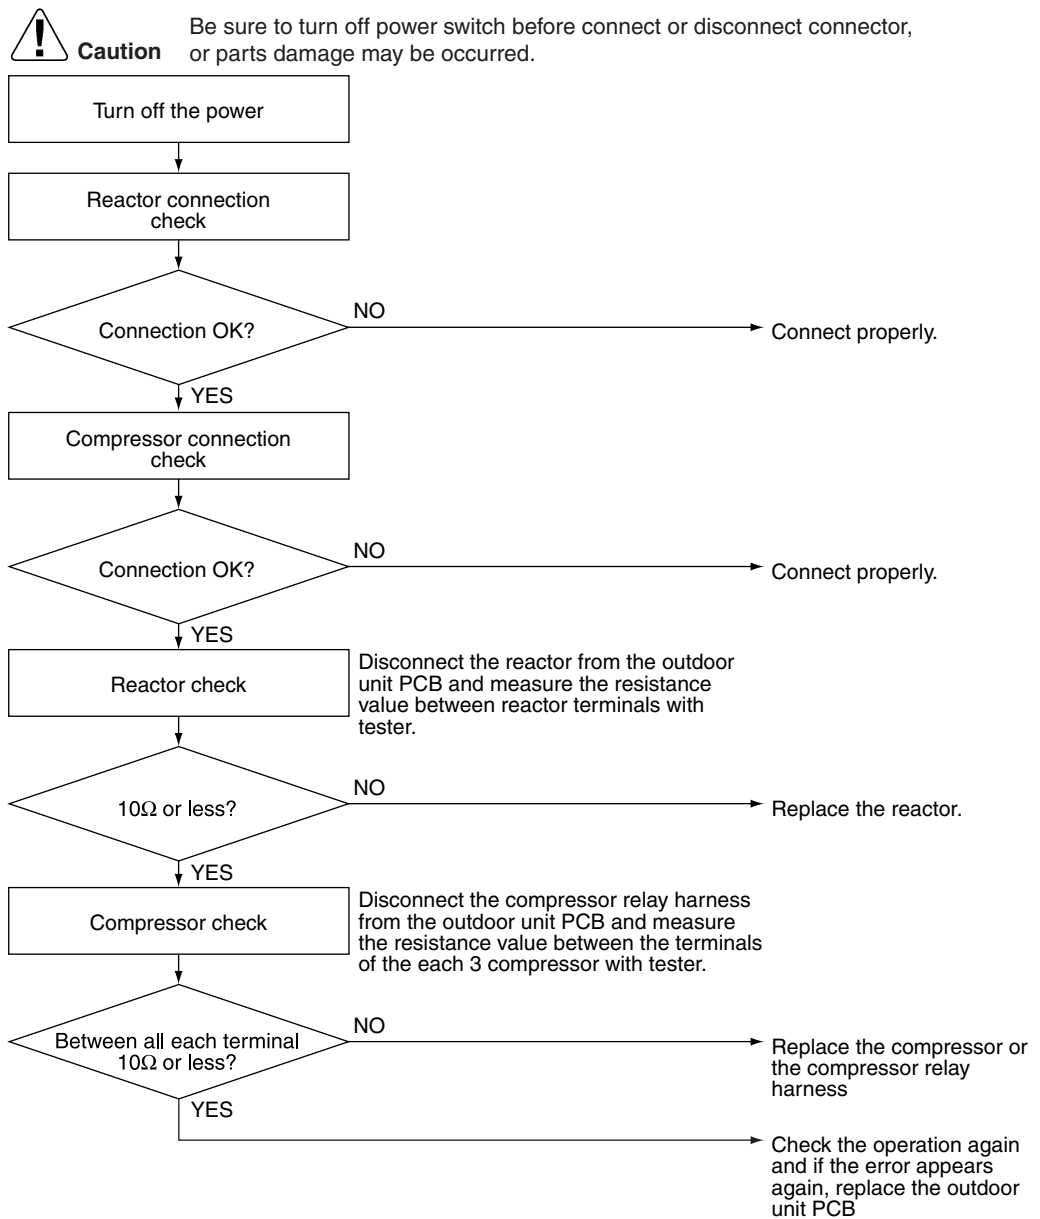 Be sure to turn off power switch before connect or disconnect connector,
Caution or parts damage may be occurred.
Turn off the power
Reactor connection
check
Connection OK?
NO
Connect properly.
YES
Compressor connection
check
Connection OK?
NO
Connect properly.
YES
Reactor check
Disconnect the reactor from the outdoor
unit PCB and measure the resistance
value between reactor terminals with
tester.
10Ω or less?
NO
Replace the reactor.
YES
Compressor check
Disconnect the compressor relay harness
from the outdoor unit PCB and measure
the resistance value between the terminals
of the each 3 compressor with tester.
Between all each terminal
10Ω or less?
NO
Replace the compressor or
the compressor relay
harness
YES
Check the operation again
and if the error appears
again, replace the outdoor
unit PCB